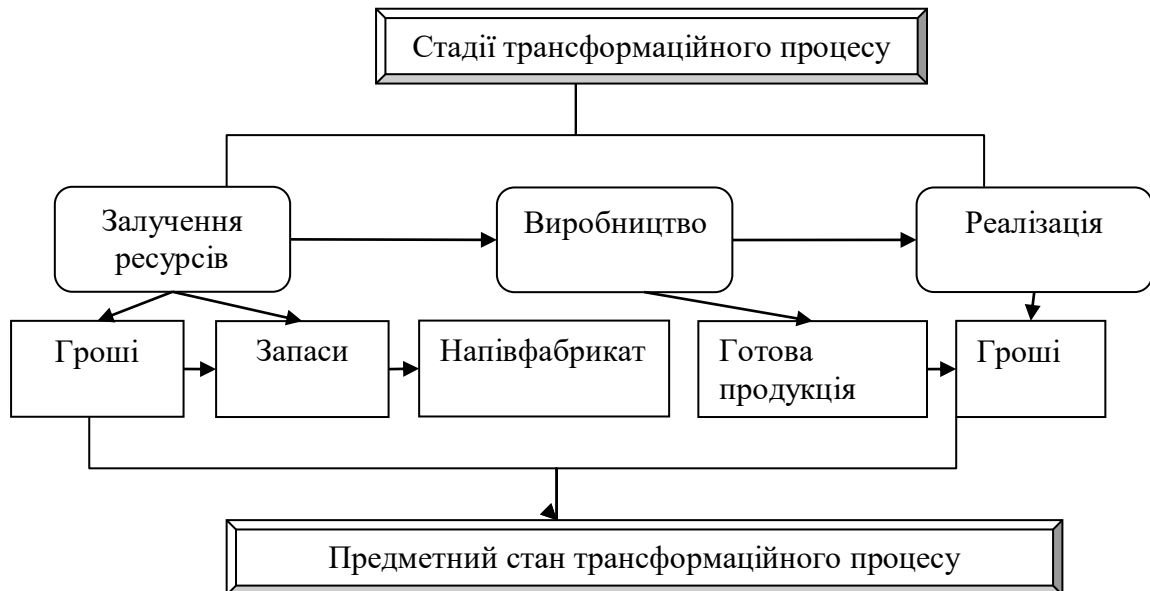 Стадії трансформаційного процесу
Залучення
ресурсів
Виробництво
Реалізація
Гроші
Запаси
Напівфабрикат
Готова
продукція
Гроші
Предметний стан трансформаційного процесу